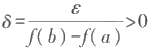 δ = ε / (f(b) − f(a)) > 0